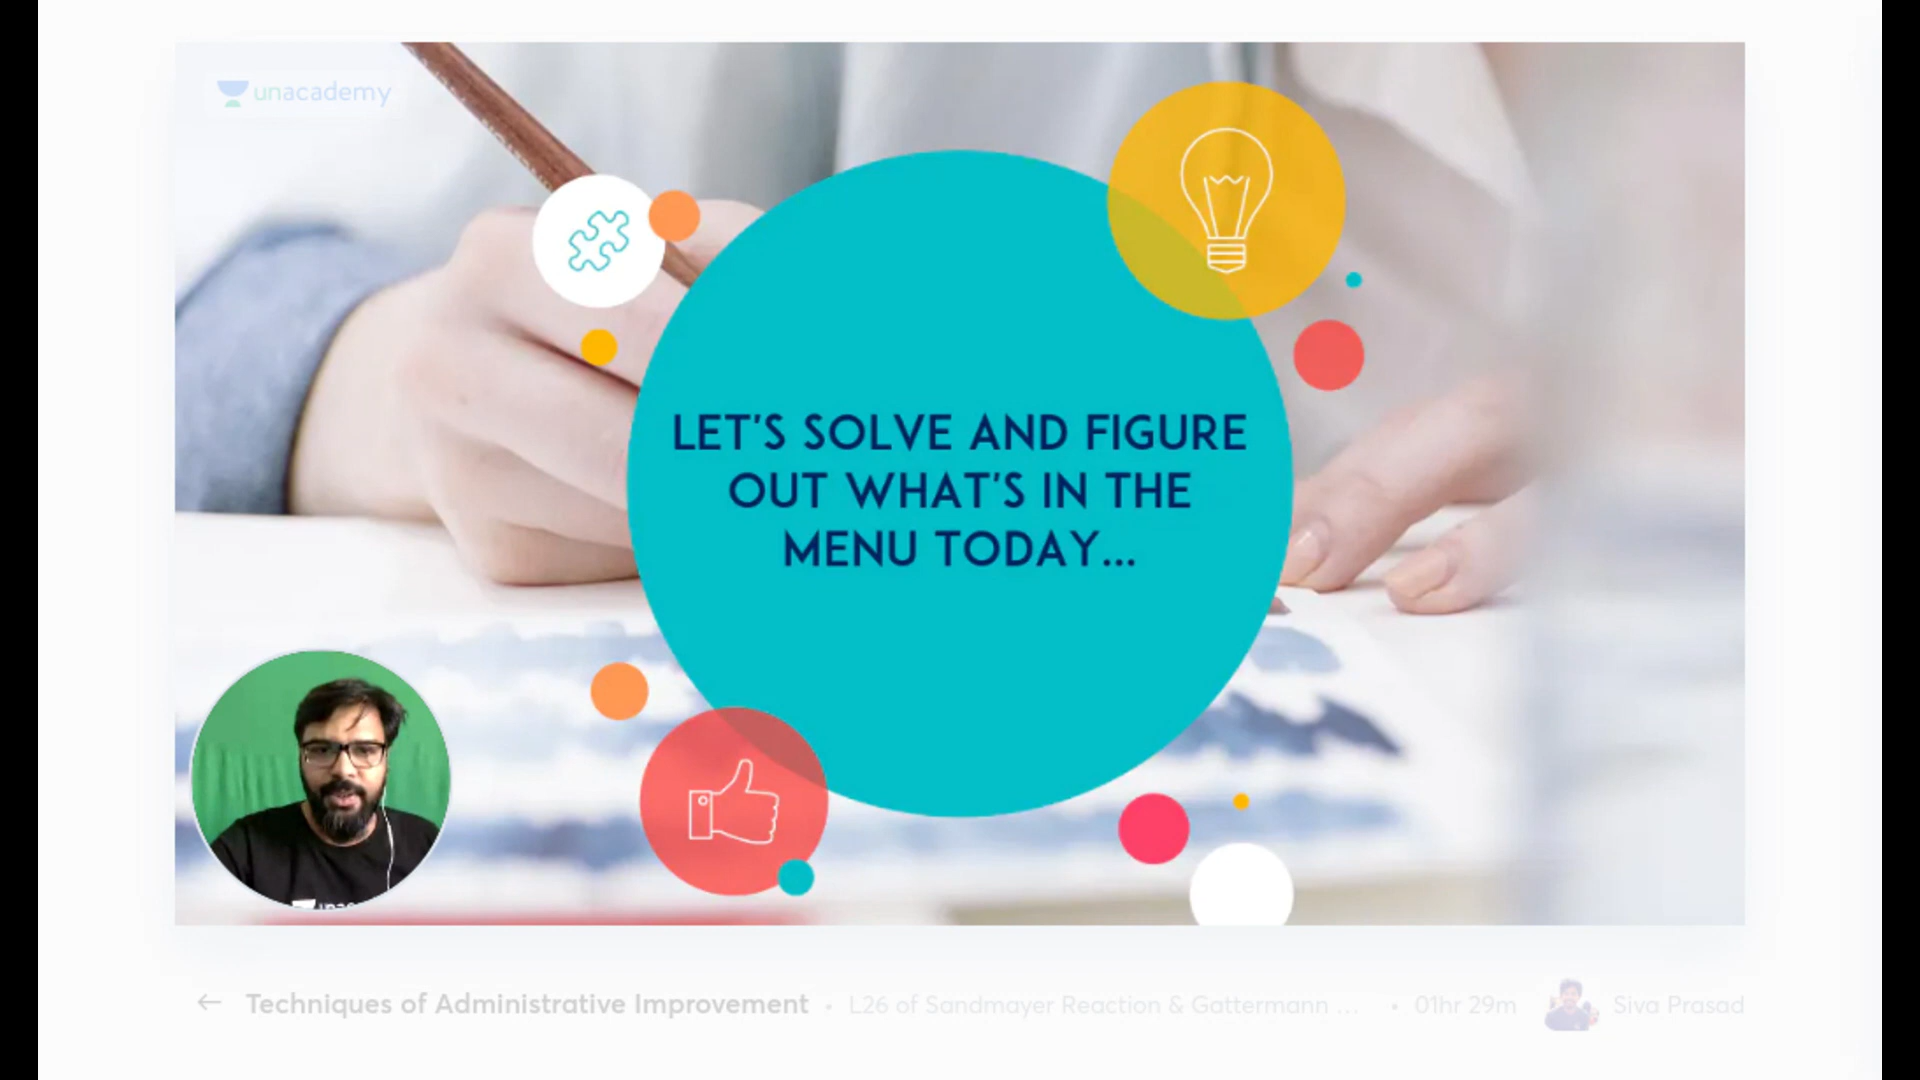 unacademy
LET'S SOLVE AND FIGURE
OUT WHAT'S IN THE
MENU TODAY...
Techniques of Administrative Improvement • L26 of Sandmayer Reaction & Gattermann ... • 01hr 29m Siva Prasad